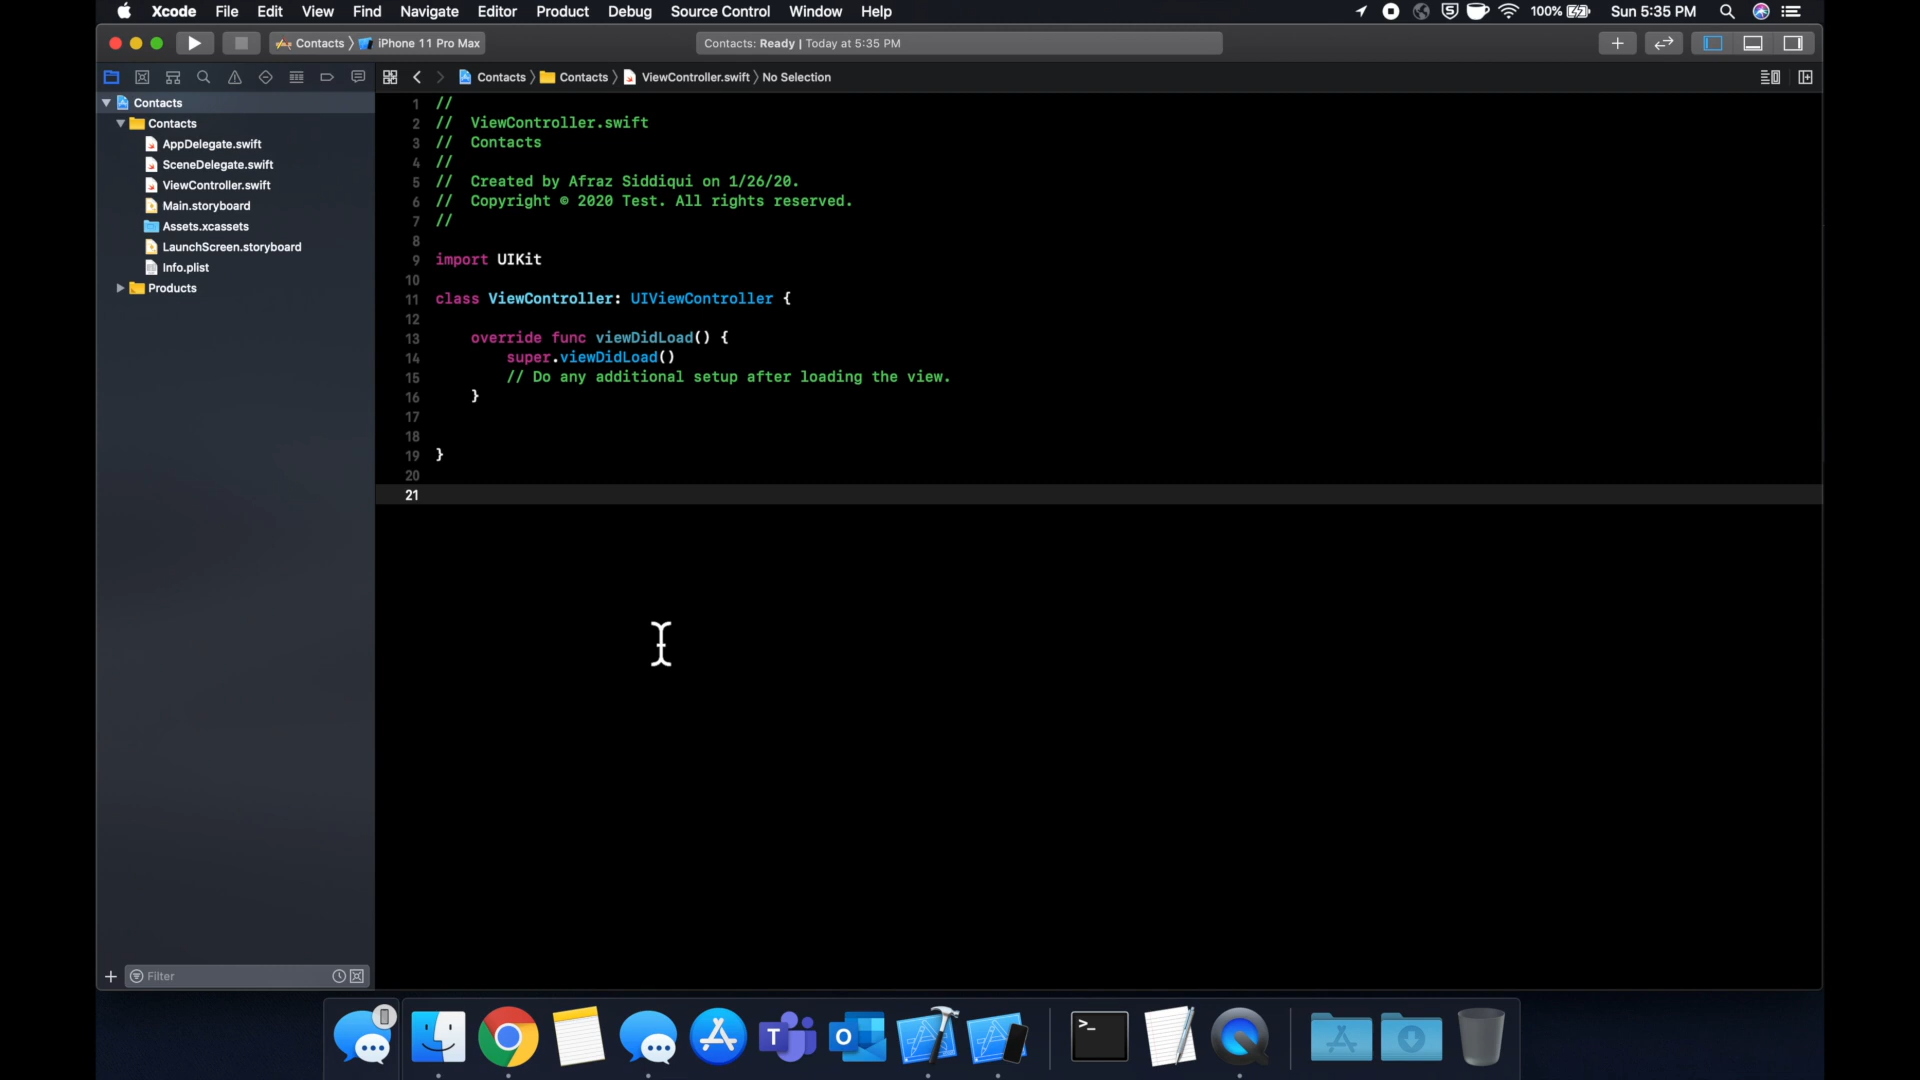 Xcode File Edit View Find Navigate Editor Product Debug Source Control Window Help 100% Sun 5:35 PM
Contacts iPhone 11 Pro Max Contacts: Ready | Today at 5:35 PM
Contacts Contacts ViewController.swift No Selection
Contacts
Contacts
AppDelegate.swift
SceneDelegate.swift
ViewController.swift
Main.storyboard
Assets.xcassets
LaunchScreen.storyboard
Info.plist
Products
1 //
2 // ViewController.swift
3 // Contacts
4 //
5 // Created by Afraz Siddiqui on 1/26/20.
6 // Copyright © 2020 Test. All rights reserved.
7 //
8
9 import UIKit
10
11 class ViewController: UIViewController {
12
13 override func viewDidLoad() {
14 super.viewDidLoad()
15 // Do any additional setup after loading the view.
16 }
17
18
19 }
20
21
Filter